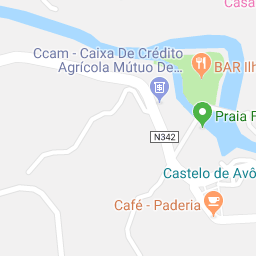 Casa
Ccam - Caixa De Crédito
Agrícola Mútuo De...
BAR Ilh
Praia F
N342
Castelo de Avô
Café - Paderia